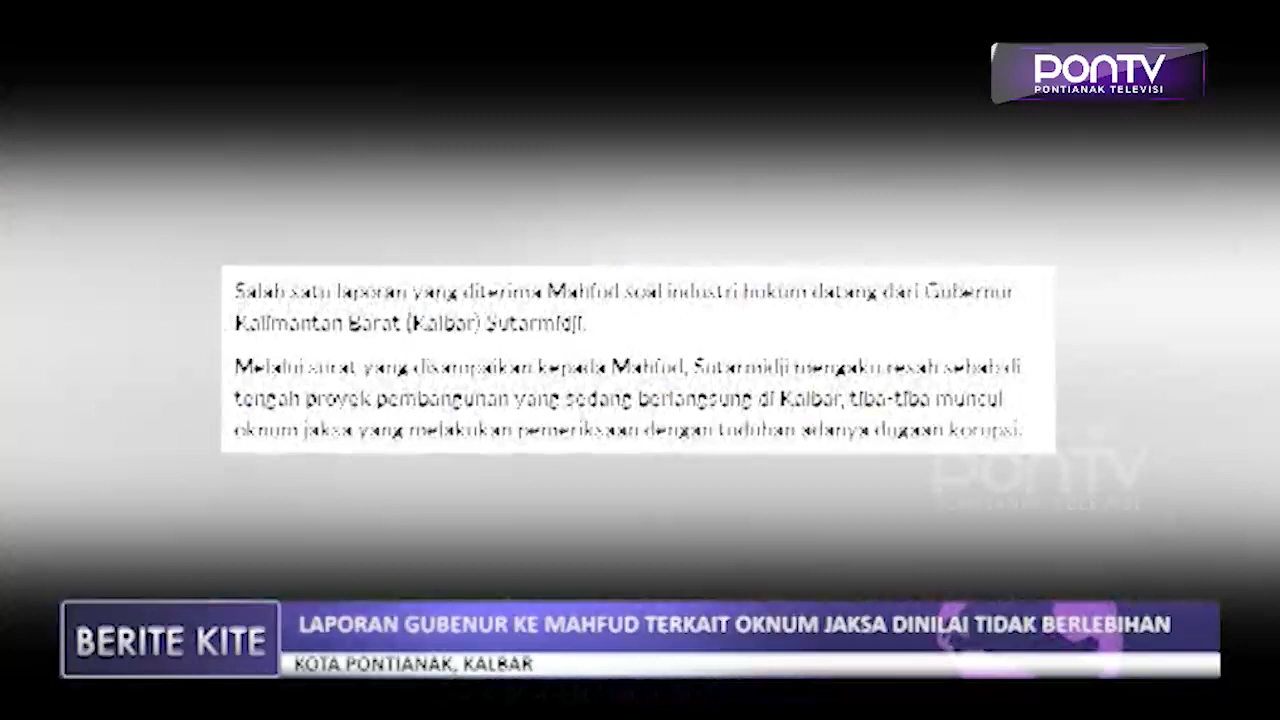 PONTV
PONTIANAK TELEVISI
Salah satu laporan yang diterima Mahfud soal industri hukum datang dari Gubernur
Kalimantan Barat (Kalbar) Sutarmidji.
Melalui surat yang disampaikan kepada Mahfud, Sutarmidji mengaku resah sebab di
tengah proyek pembangunan yang sedang berlangsung di Kalbar, tiba-tiba muncul
oknum jaksa yang melakukan pemeriksaan dengan tuduhan adanya dugaan korupsi.
PONTV
PONTIANAK TELEVISI
BERITE KITE
LAPORAN GUBENUR KE MAHFUD TERKAIT OKNUM JAKSA DINILAI TIDAK BERLEBIHAN
KOTA PONTIANAK, KALBAR